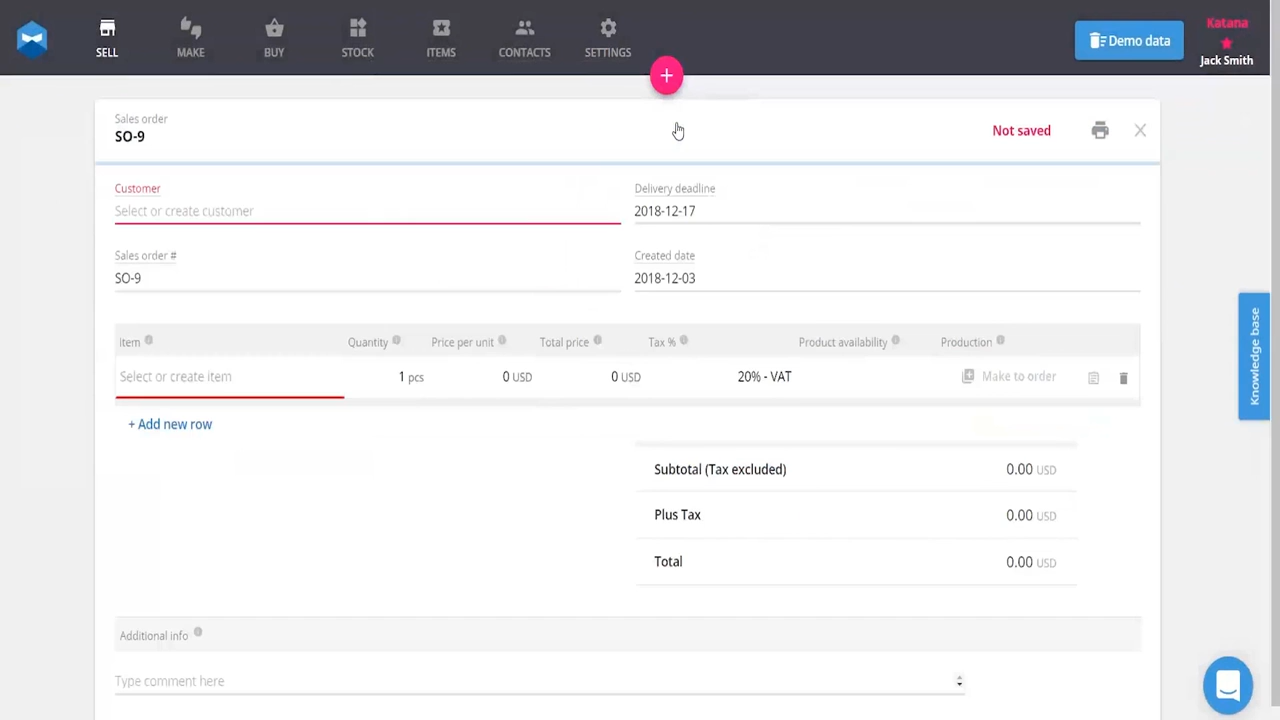 SELL MAKE BUY STOCK ITEMS CONTACTS SETTINGS
+
Demo data
Katana
Jack Smith
Sales order
SO-9
Not saved
Customer
Select or create customer
Delivery deadline
2018-12-17
Sales order #
SO-9
Created date
2018-12-03
Item Quantity Price per unit Total price Tax % Product availability Production
Select or create item 1 pcs 0 USD 0 USD 20% - VAT Make to order
+ Add new row
Subtotal (Tax excluded) 0.00 USD
Plus Tax 0.00 USD
Total 0.00 USD
Additional info
Type comment here
Knowledge base